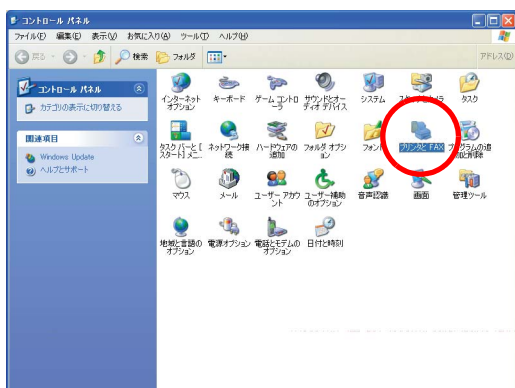 コントロール パネル
ファイル(F) 編集(E) 表示(V) お気に入り(A) ツール(T) ヘルプ(H)
戻る 検索 フォルダ アドレス(D)
コントロール パネル
カテゴリの表示に切り替える
関連項目
Windows Update
ヘルプとサポート
インターネット オプション
キーボード
ゲーム コントローラ
サウンドとオーディオ デバイス
システム
タスク
タスク バーと [スタート] メニ...
ネットワーク接続
ハードウェアの追加
フォルダ オプション
フォン
プリンタと FAX
プログラムの追加と削除
マウス
メール
ユーザー アカウント
ユーザー補助のオプション
音声認識
画面
管理ツール
地域と言語のオプション
電源オプション
電話とモデムのオプション
日付と時刻